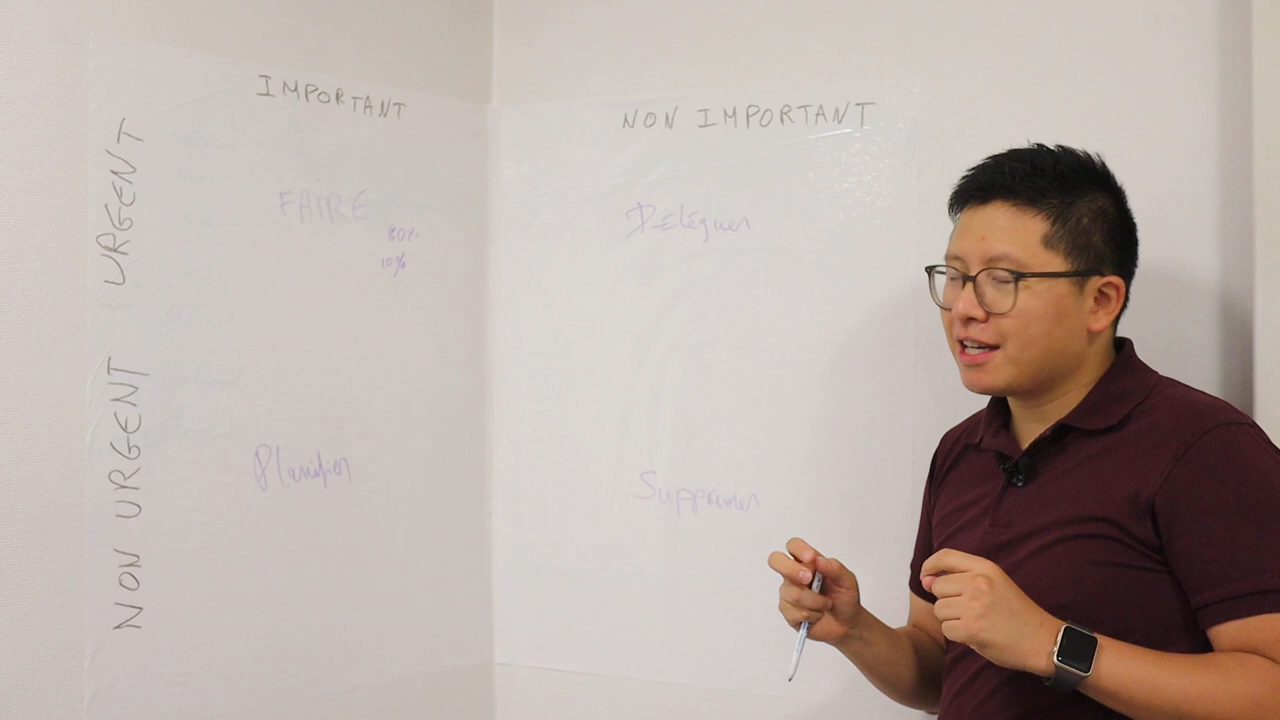 IMPORTANT
NON IMPORTANT
URGENT
FAIRE
80%
10%
Déléguer
NON URGENT
Planifier
Supprimer